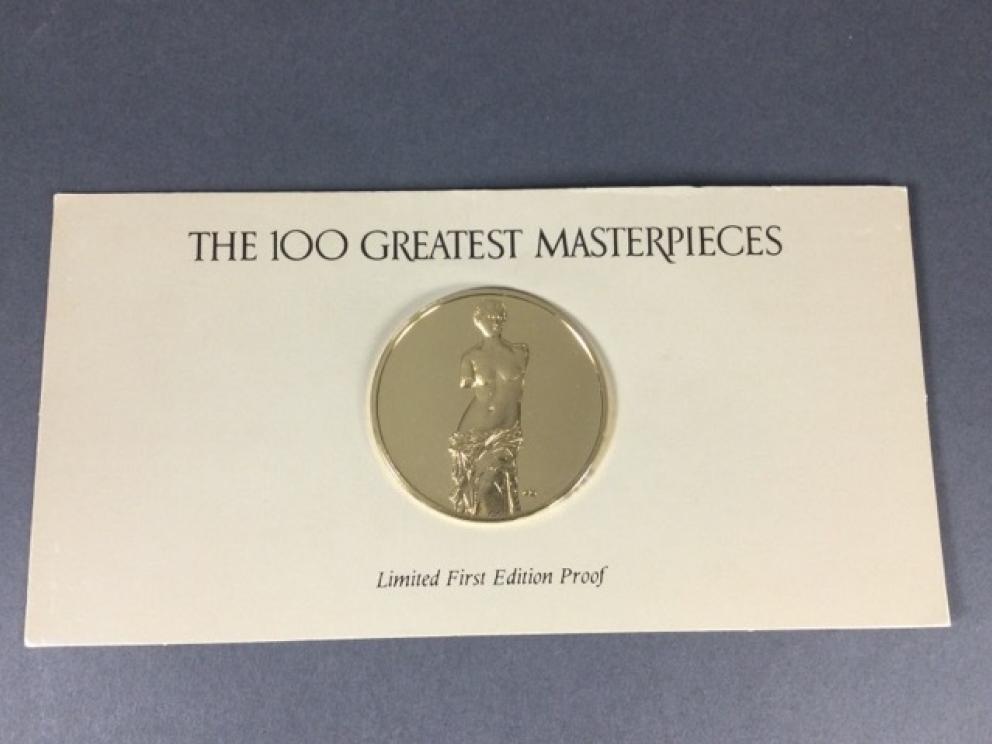 THE 100 GREATEST MASTERPIECES
Limited First Edition Proof